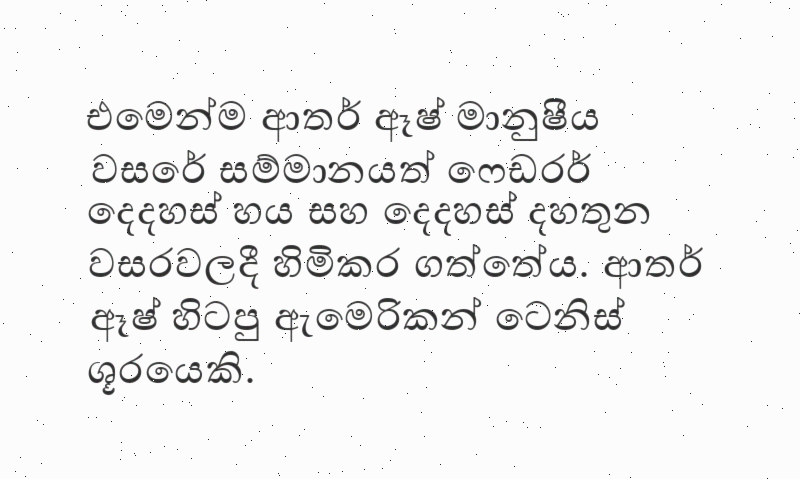 එමෙන්ම ආතර් ඈෂ් මානුෂීය
වසරේ සම්මානයත් ෆෙඩරර්
දෙදහස් හය සහ දෙදහස් දහතුන
වසරවලදී හිමිකර ගත්තේය. ආතර්
ඈෂ් හිටපු ඇමෙරිකන් ටෙනිස්
ශූරයෙකි.